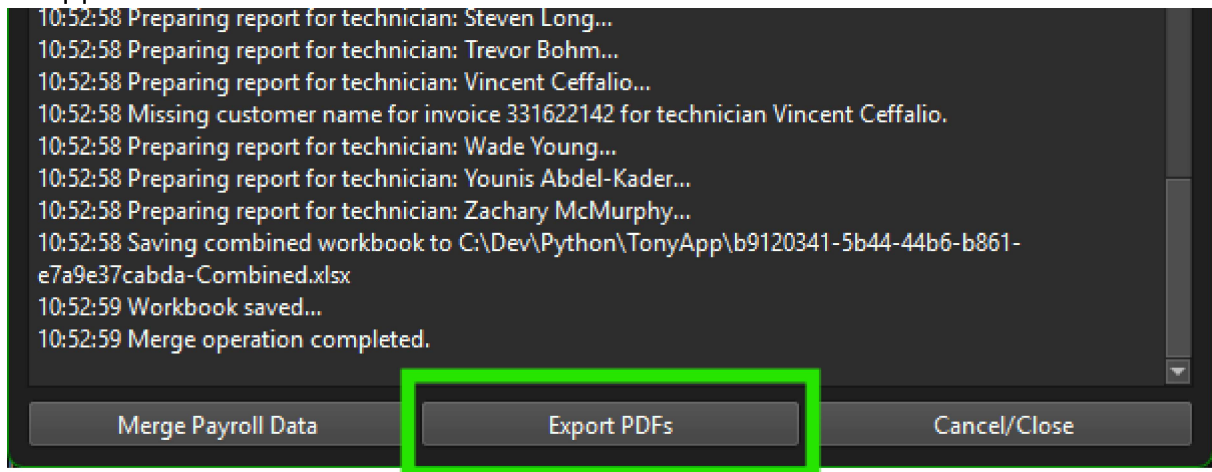 10:52:58 Preparing report for technician: Steven Long...
10:52:58 Preparing report for technician: Trevor Bohm...
10:52:58 Preparing report for technician: Vincent Ceffalio...
10:52:58 Missing customer name for invoice 331622142 for technician Vincent Ceffalio.
10:52:58 Preparing report for technician: Wade Young...
10:52:58 Preparing report for technician: Younis Abdel-Kader...
10:52:58 Preparing report for technician: Zachary McMurphy...
10:52:58 Saving combined workbook to C:\Dev\Python\TonyApp\b9120341-5b44-44b6-b861-
e7a9e37cabda-Combined.xlsx
10:52:59 Workbook saved...
10:52:59 Merge operation completed.
Merge Payroll Data Export PDFs Cancel/Close